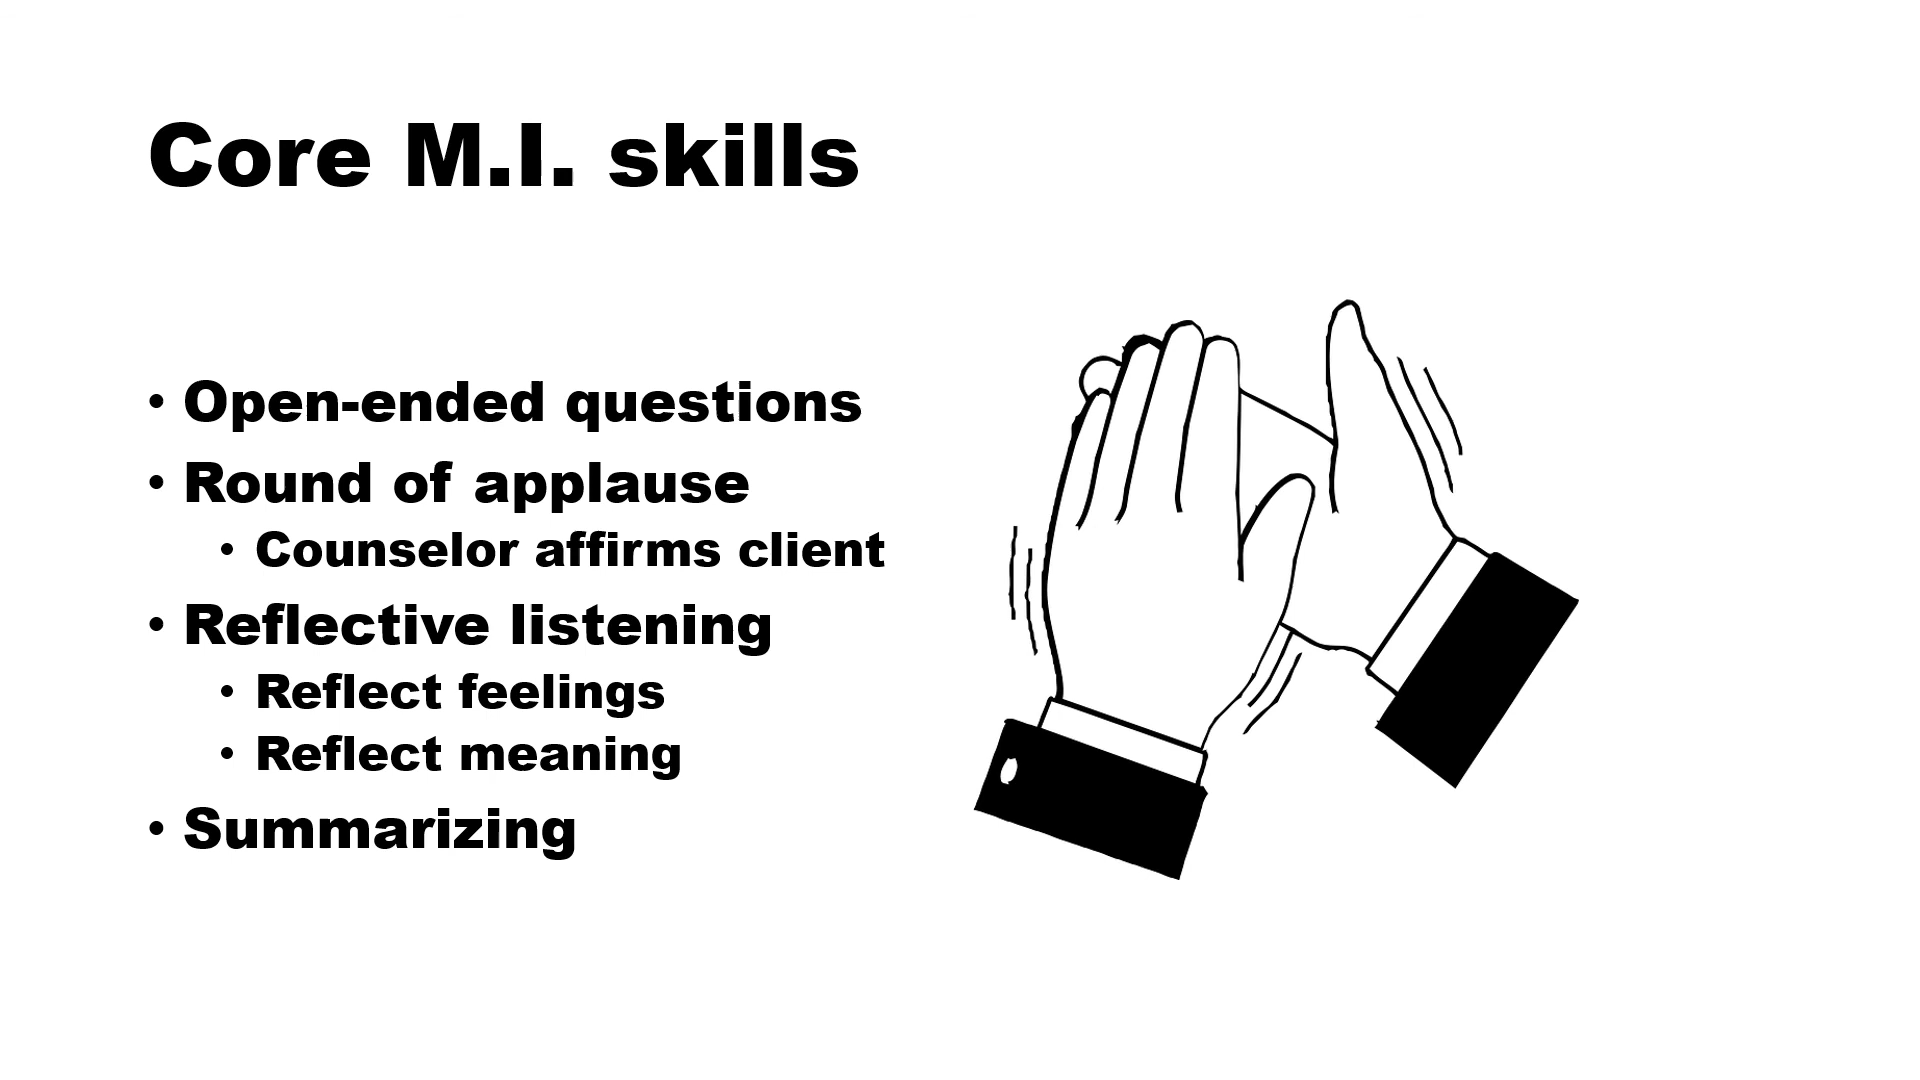 Core M.I. skills
• Open-ended questions
• Round of applause
• Counselor affirms client
• Reflective listening
• Reflect feelings
• Reflect meaning
• Summarizing